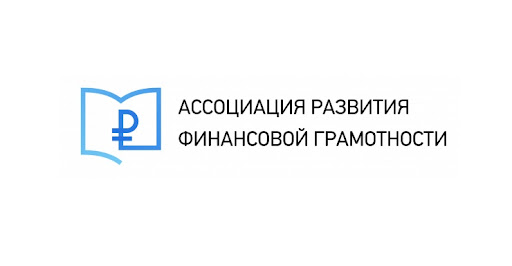 ₽
АССОЦИАЦИЯ РАЗВИТИЯ
ФИНАНСОВОЙ ГРАМОТНОСТИ